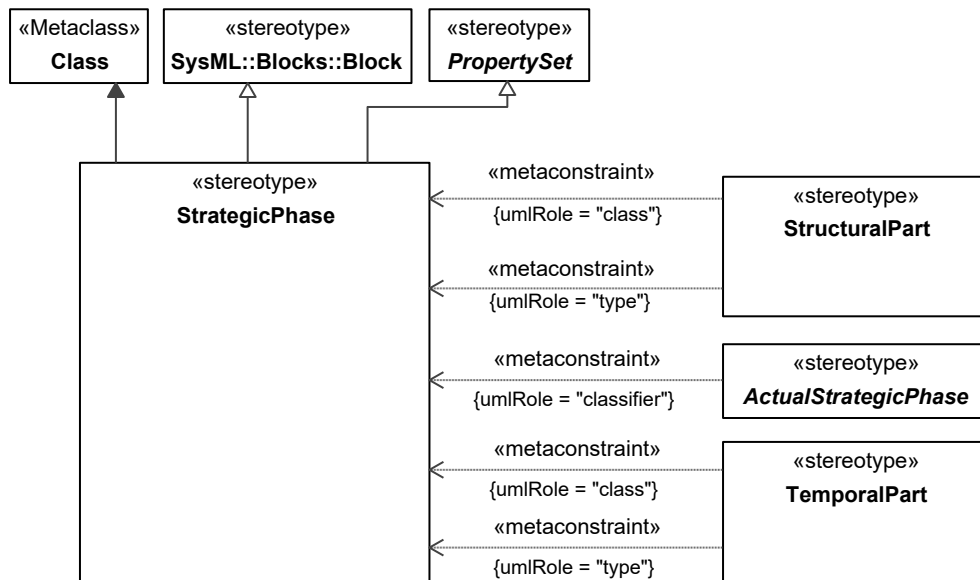 «Metaclass»
Class
«stereotype»
SysML::Blocks::Block
«stereotype»
PropertySet
«stereotype»
StrategicPhase
«metaconstraint»
{umlRole = "class"}
«metaconstraint»
{umlRole = "type"}
«stereotype»
StructuralPart
«metaconstraint»
{umlRole = "classifier"}
«stereotype»
ActualStrategicPhase
«metaconstraint»
{umlRole = "class"}
«metaconstraint»
{umlRole = "type"}
«stereotype»
TemporalPart